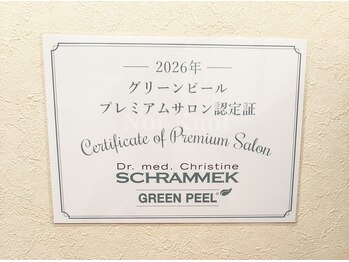 2026年
グリーンピール
プレミアムサロン認定証
Certificate of Premium Salon
Dr. med. Christine
SCHRAMMEK
GREEN PEEL®